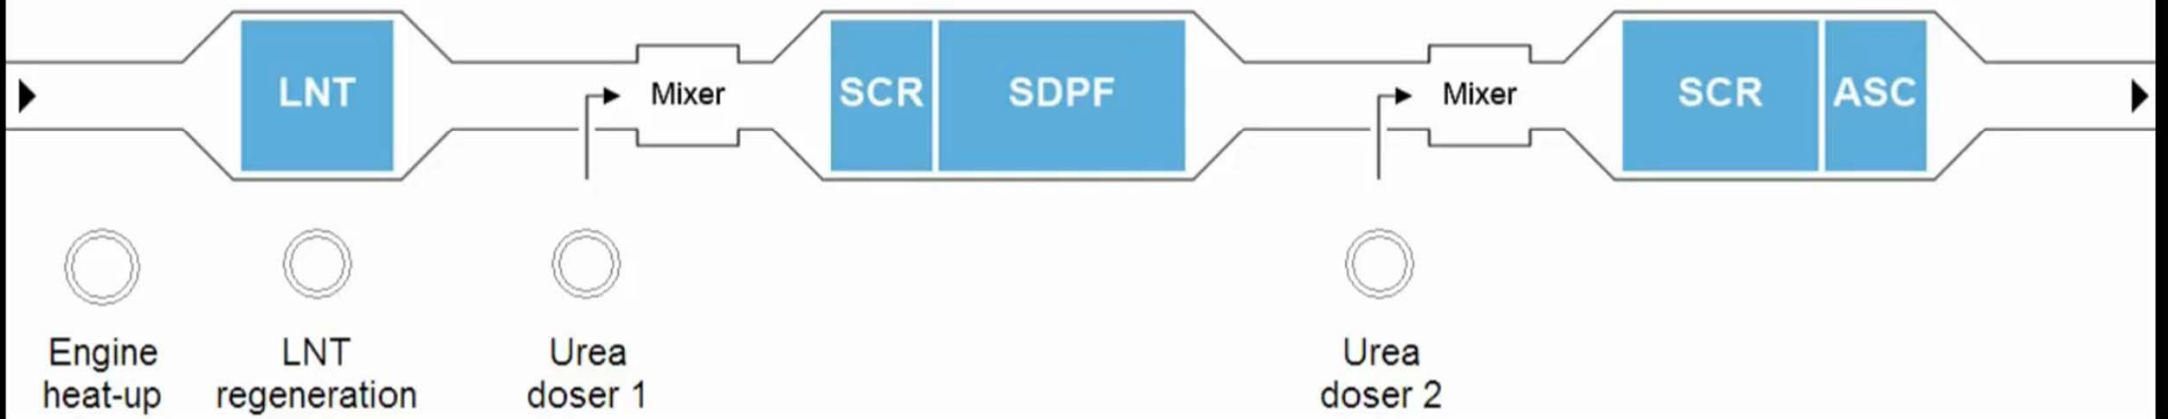 LNT
Mixer
SCR
SDPF
Mixer
SCR
ASC
Engine
heat-up
LNT
regeneration
Urea
doser 1
Urea
doser 2